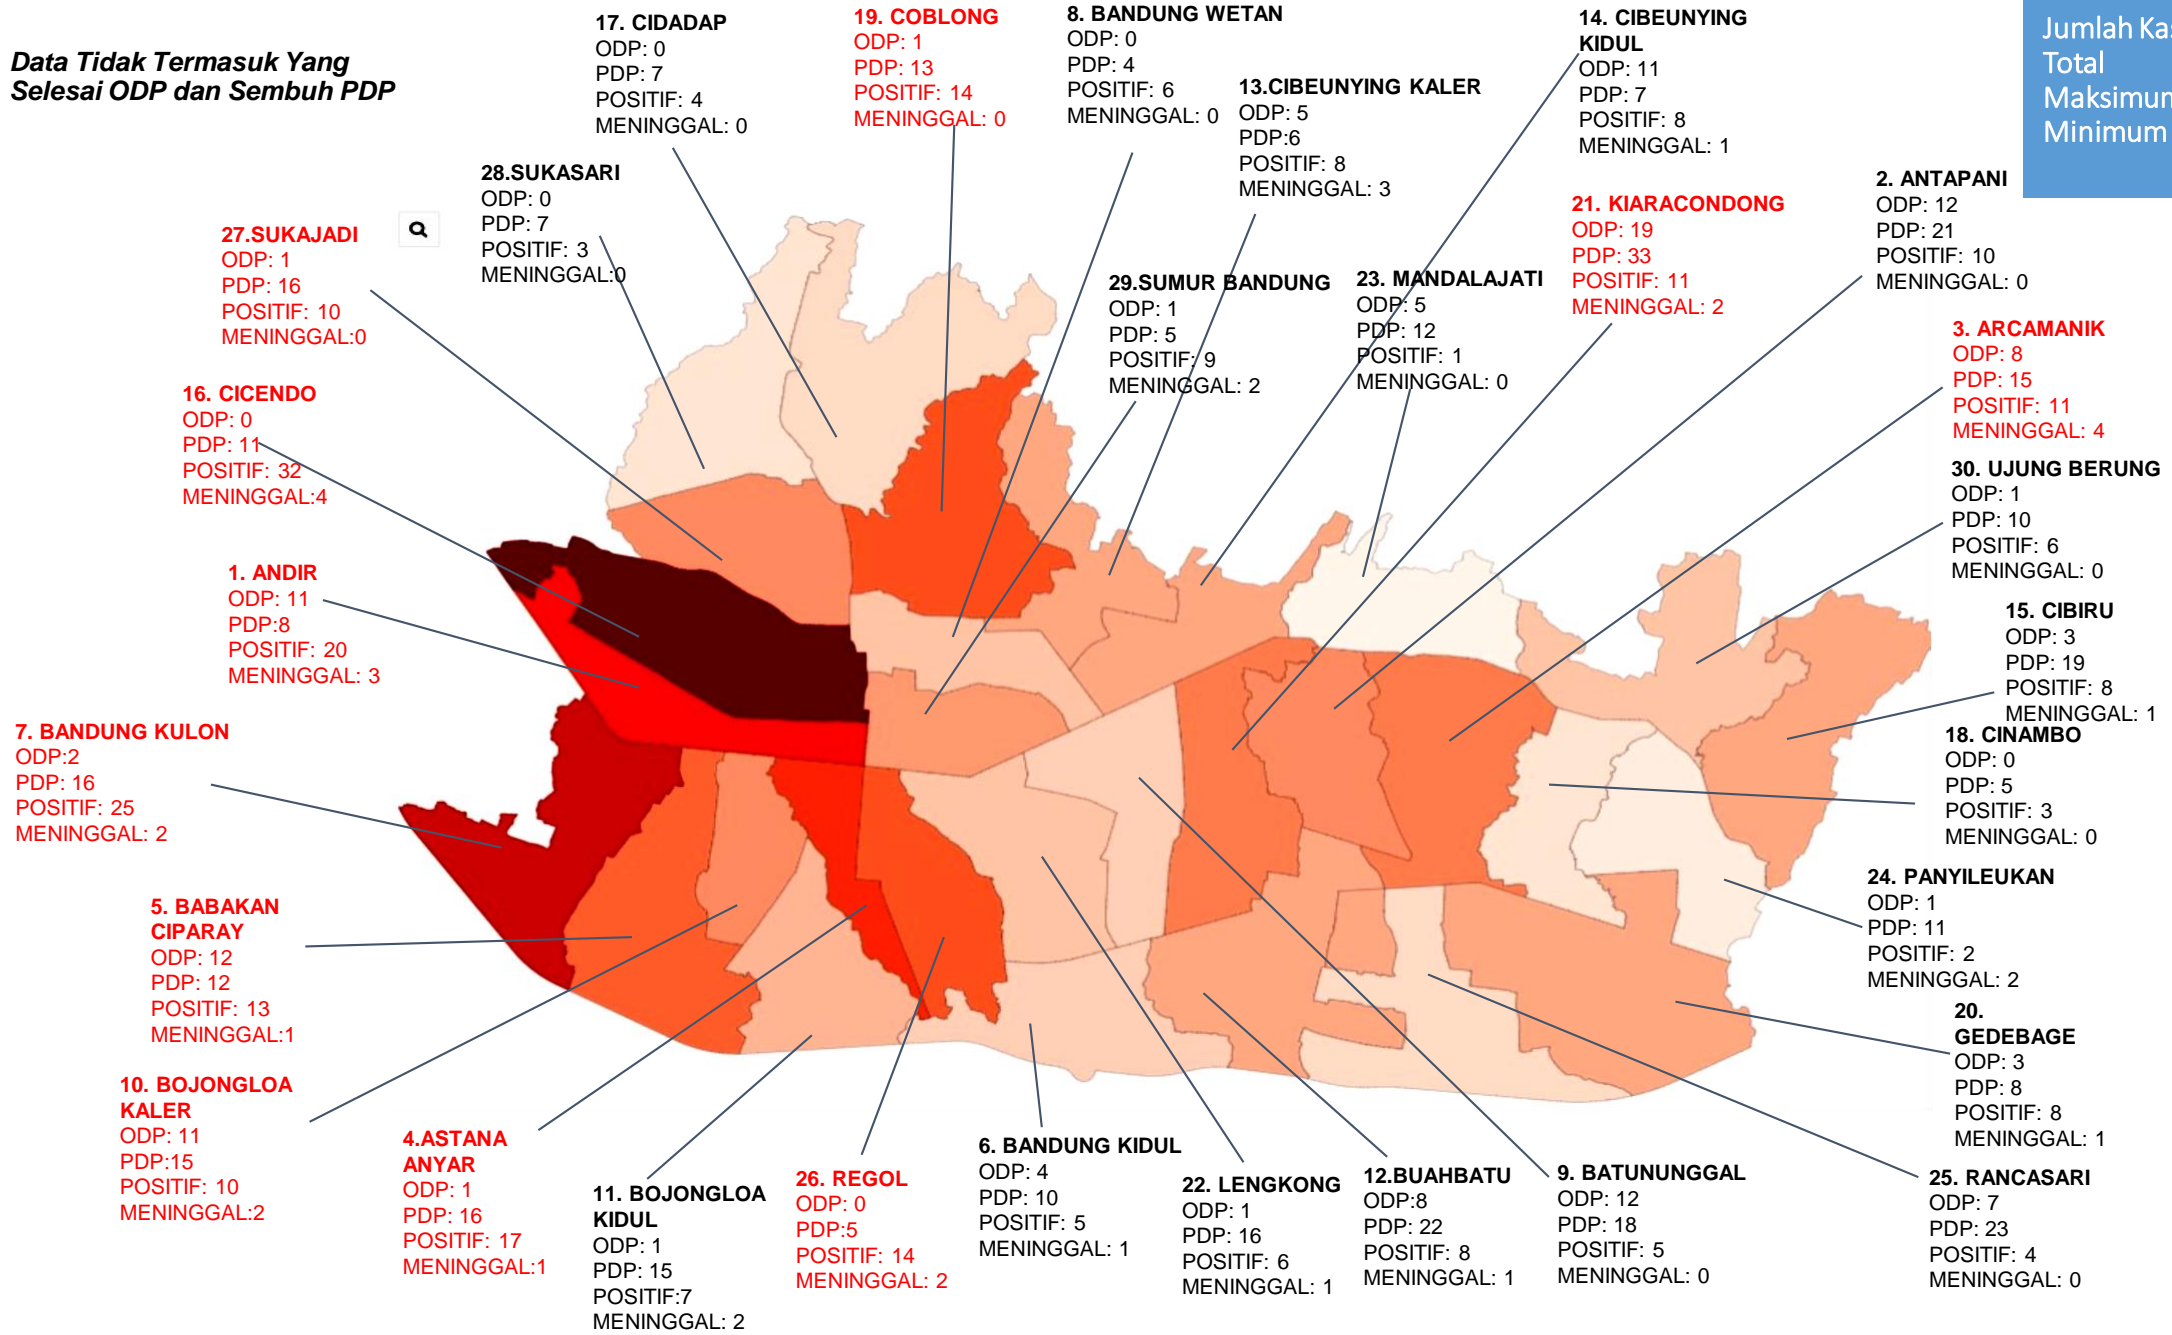 Data Tidak Termasuk Yang
Selesai ODP dan Sembuh PDP
17. CIDADAP
ODP: 0
PDP: 7
POSITIF: 4
MENINGGAL: 0
19. COBLONG
ODP: 1
PDP: 13
POSITIF: 14
MENINGGAL: 0
8. BANDUNG WETAN
ODP: 0
PDP: 4
POSITIF: 6
MENINGGAL: 0
13.CIBEUNYING KALER
ODP: 5
PDP:6
POSITIF: 8
MENINGGAL: 3
14. CIBEUNYING
KIDUL
ODP: 11
PDP: 7
POSITIF: 8
MENINGGAL: 1
Jumlah
Total
Minimum
28.SUKASARI
ODP: 0
PDP: 7
POSITIF: 3
MENINGGAL:0
27.SUKAJADI
ODP: 1
PDP: 16
POSITIF: 10
MENINGGAL:0
29.SUMUR BANDUNG
ODP: 1
PDP: 5
POSITIF: 9
MENINGGAL: 2
23. MANDALAJATI
ODP: 5
PDP: 12
POSITIF: 1
MENINGGAL: 0
21. KIARACONDONG
ODP: 19
PDP: 33
POSITIF: 11
MENINGGAL: 2
2. ANTAPANI
ODP: 12
PDP: 21
POSITIF: 10
MENINGGAL: 0
3. ARCAMANIK
ODP: 8
PDP: 15
POSITIF: 11
MENINGGAL: 4
16. CICENDO
ODP: 0
PDP: 11
POSITIF: 32
MENINGGAL:4
30. UJUNG BERUNG
ODP: 1
PDP: 10
POSITIF: 6
MENINGGAL: 0
1. ANDIR
ODP: 11
PDP:8
POSITIF: 20
MENINGGAL: 3
15. CIBIRU
ODP: 3
PDP: 19
POSITIF: 8
MENINGGAL: 1
7. BANDUNG KULON
ODP:2
PDP: 16
POSITIF: 25
MENINGGAL: 2
18. CINAMBO
ODP: 0
PDP: 5
POSITIF: 3
MENINGGAL: 0
5. BABAKAN
CIPARAY
ODP: 12
PDP: 12
POSITIF: 13
MENINGGAL:1
24. PANYILEUKAN
ODP: 1
PDP: 11
POSITIF: 2
MENINGGAL: 2
20.
GEDEBAGE
ODP: 3
PDP: 8
POSITIF: 8
MENINGGAL: 1
10. BOJONGLOA
KALER
ODP: 11
PDP:15
POSITIF: 10
MENINGGAL:2
4.ASTANA
ANYAR
ODP: 1
PDP: 16
POSITIF: 17
MENINGGAL:1
11. BOJONGLOA
KIDUL
ODP: 1
PDP: 15
POSITIF:7
MENINGGAL: 2
26. REGOL
ODP: 0
PDP:5
POSITIF: 14
MENINGGAL: 2
6. BANDUNG KIDUL
ODP: 4
PDP: 10
POSITIF: 5
MENINGGAL: 1
22. LENGKONG
ODP: 1
PDP: 16
POSITIF: 6
MENINGGAL: 1
12.BUAHBATU
ODP:8
PDP: 22
POSITIF: 8
MENINGGAL: 1
9. BATUNUNGGAL
ODP: 12
PDP: 18
POSITIF: 5
MENINGGAL: 0
25. RANCASARI
ODP: 7
PDP: 23
POSITIF: 4
MENINGGAL: 0